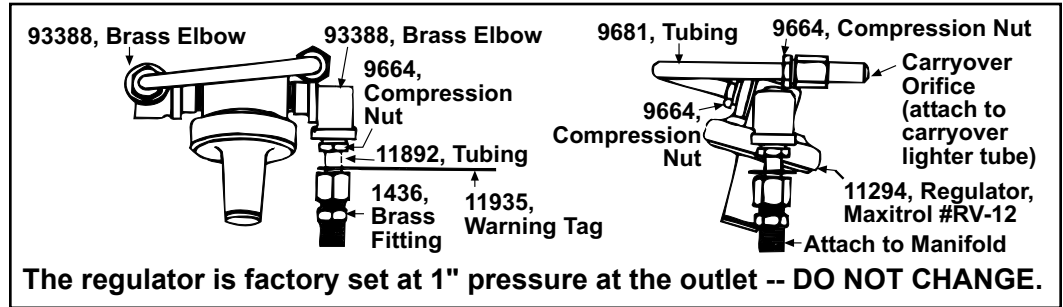 93388, Brass Elbow
93388, Brass Elbow
9664,
Compression
Nut
11892, Tubing
1436,
Brass
Fitting
11935,
Warning Tag
9681, Tubing
9664, Compression Nut
Carryover
Orifice
(attach to
carryover
lighter tube)
9664,
Compression
Nut
11294, Regulator,
Maxitrol #RV-12
Attach to Manifold
The regulator is factory set at 1" pressure at the outlet -- DO NOT CHANGE.